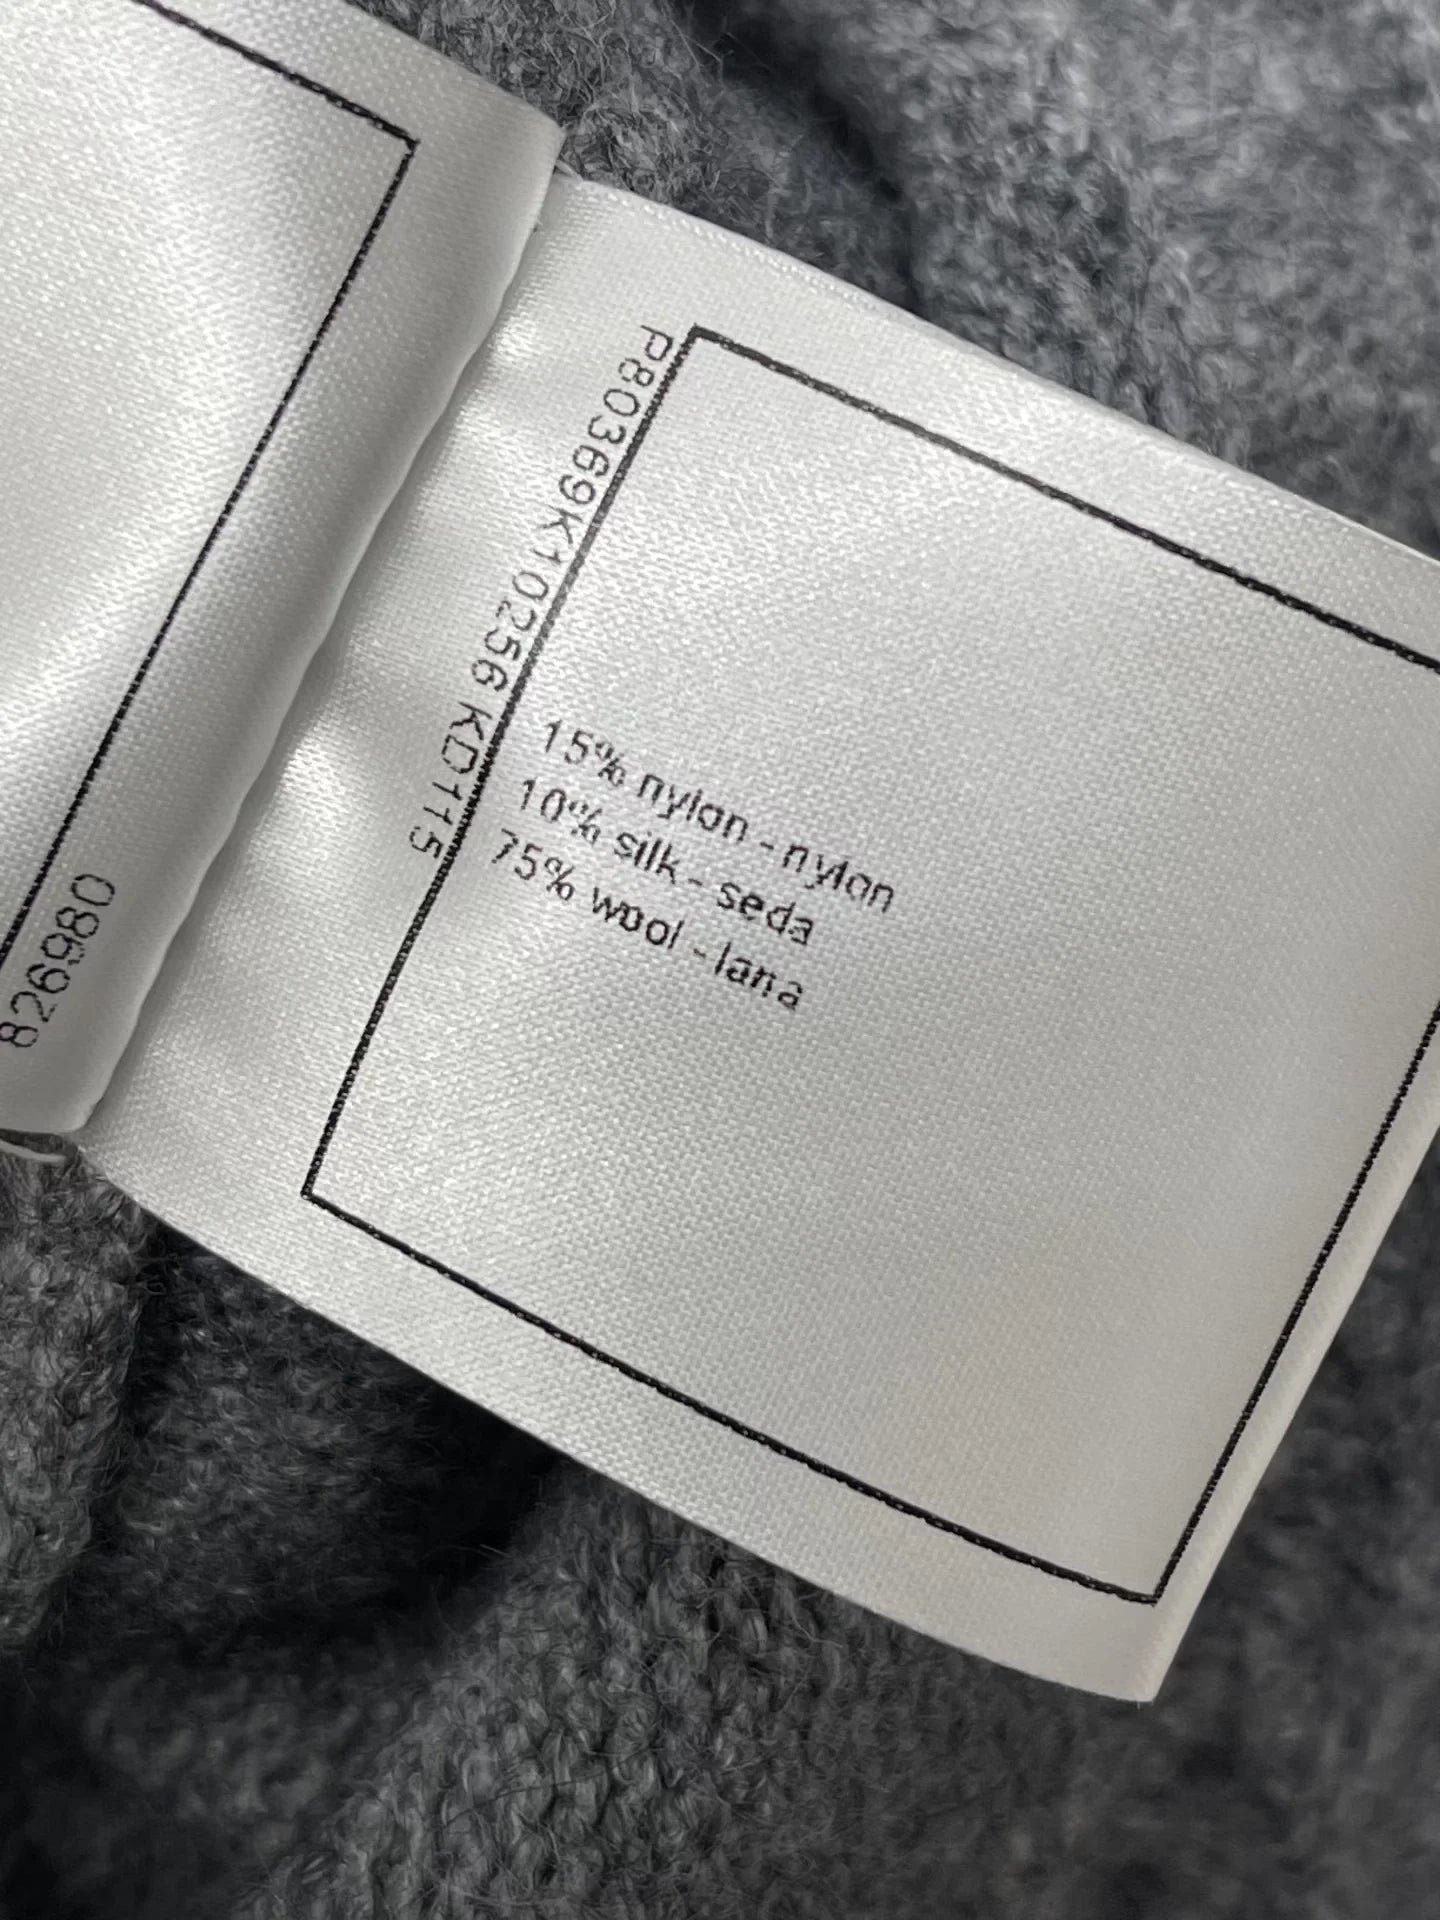 826980
P80369K10256 KD115
15% nylon - nylon
10% silk - seda
75% wool - lana